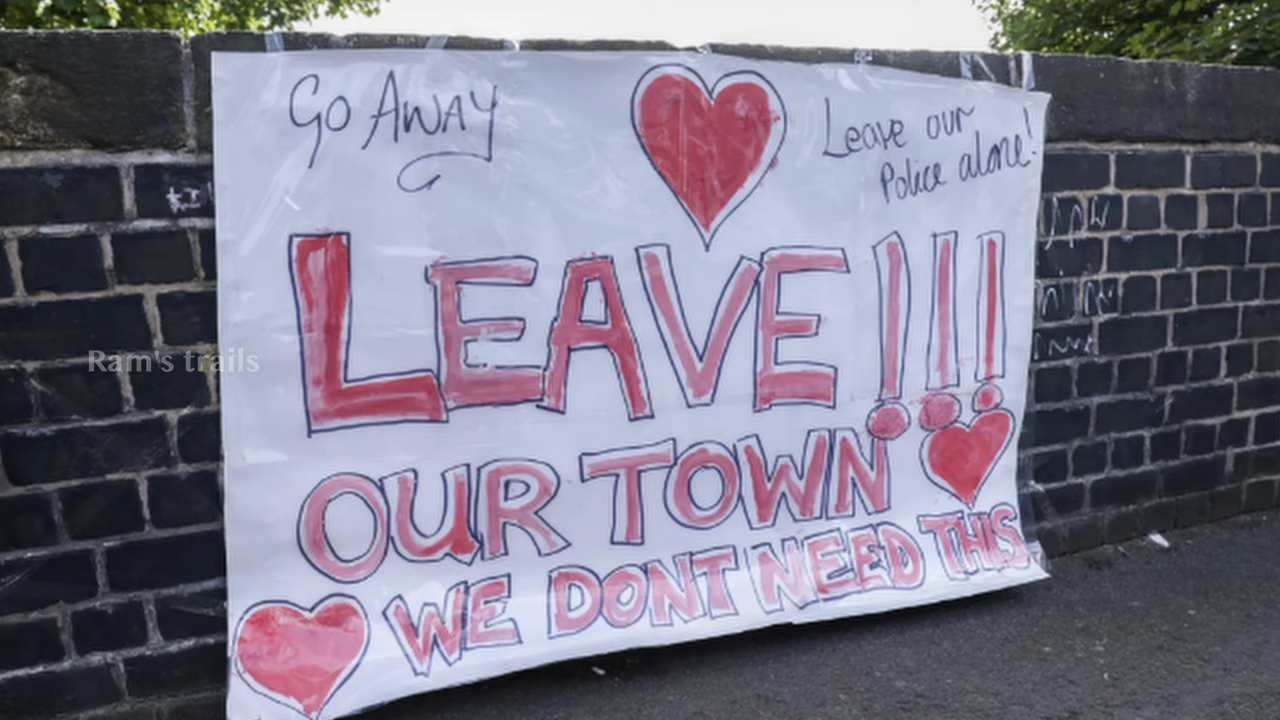 Go Away
Leave our
Police alone!
LEAVE!!!
OUR TOWN
WE DONT NEED THIS
Ram's trails